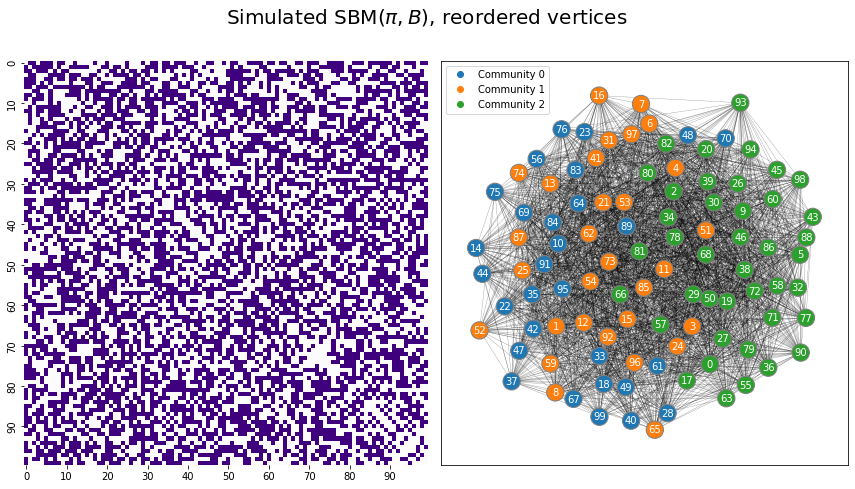 Simulated SBM(π, B), reordered vertices
0
10
20
30
40
50
60
70
80
90
0 10 20 30 40 50 60 70 80 90
Community 0
Community 1
Community 2
16
7
93
6
76 23 97 48 70
31 82
20 94
56 41
83 4 45
74 80 98
13 39 26
75 2 60
64 21 53 30
69 9 43
84 89 34
62 51
87 10 78 46 88
14 81 86
68 5
91 73
25 11 38
44 54
95 85 58 32
35 66 29 50 72
22 19
15 71 77
12 57
52 42 1 3
92 27
47 33 24 79 90
59 96 61 0 36
37 18 49 17 55
8 67 63
99 40 28
65